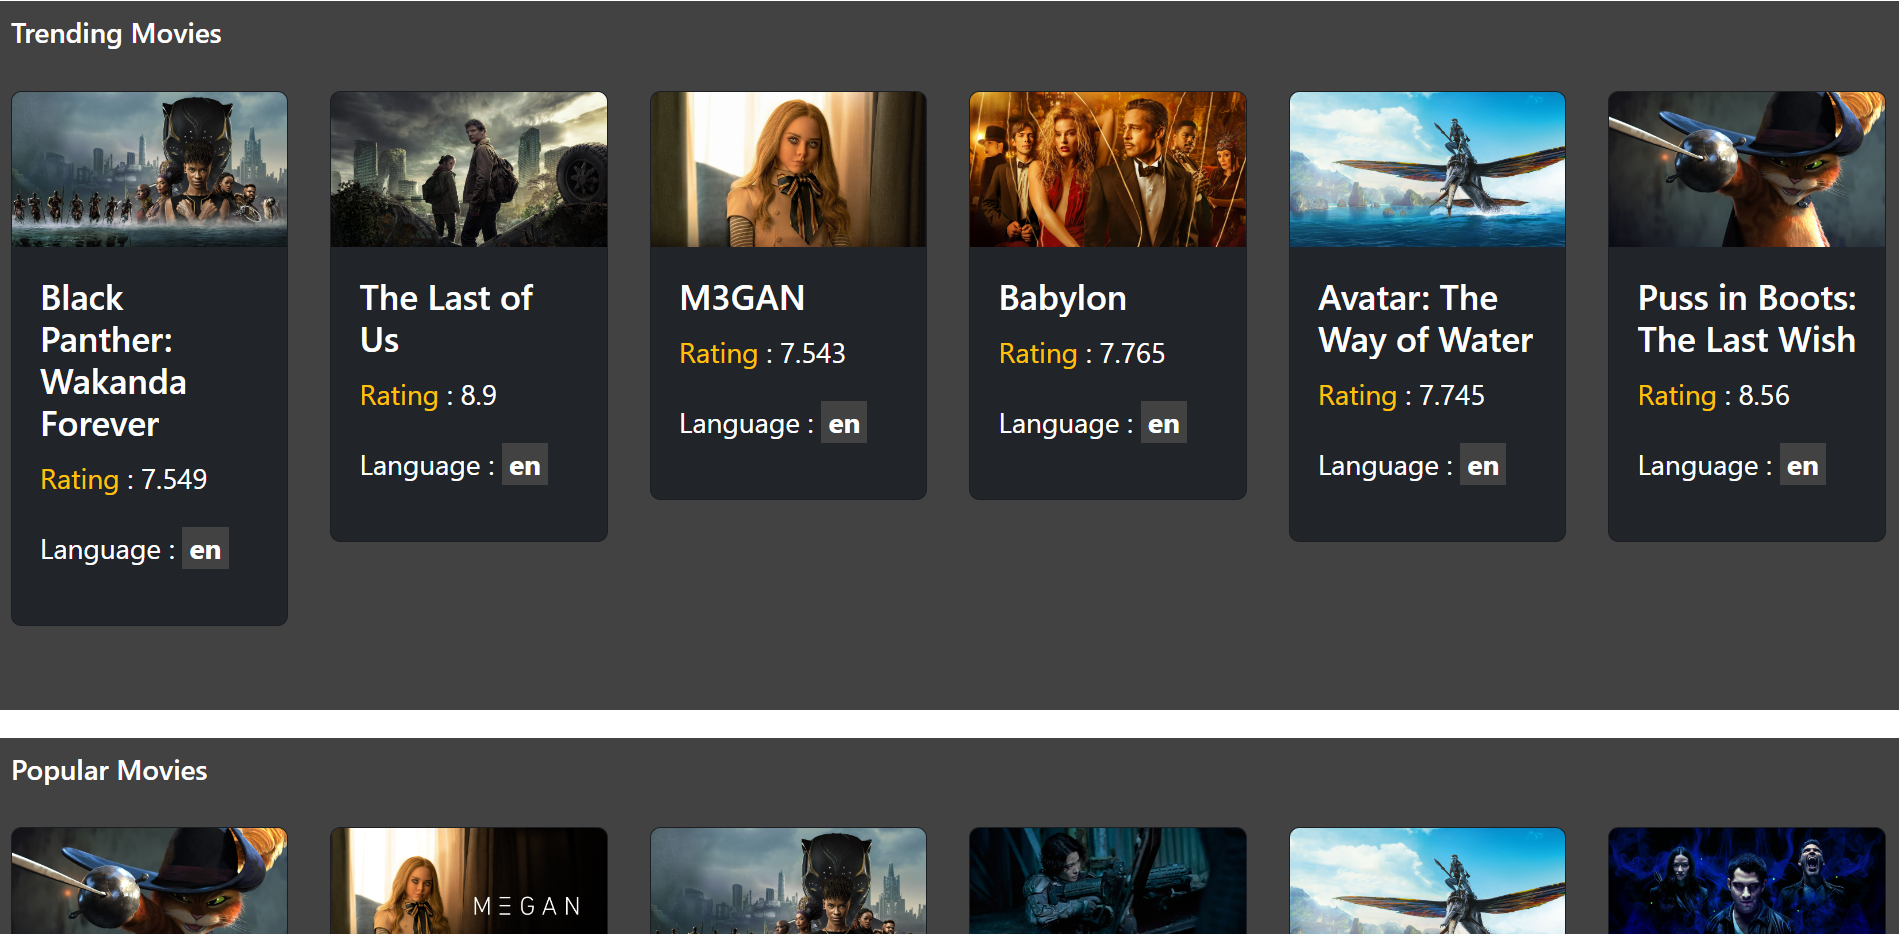 Trending Movies
Black
Panther:
Wakanda
Forever
Rating : 7.549
Language : en
The Last of
Us
Rating : 8.9
Language : en
M3GAN
Rating : 7.543
Language : en
Babylon
Rating : 7.765
Language : en
Avatar: The
Way of Water
Rating : 7.745
Language : en
Puss in Boots:
The Last Wish
Rating : 8.56
Language : en
Popular Movies
MEGAN